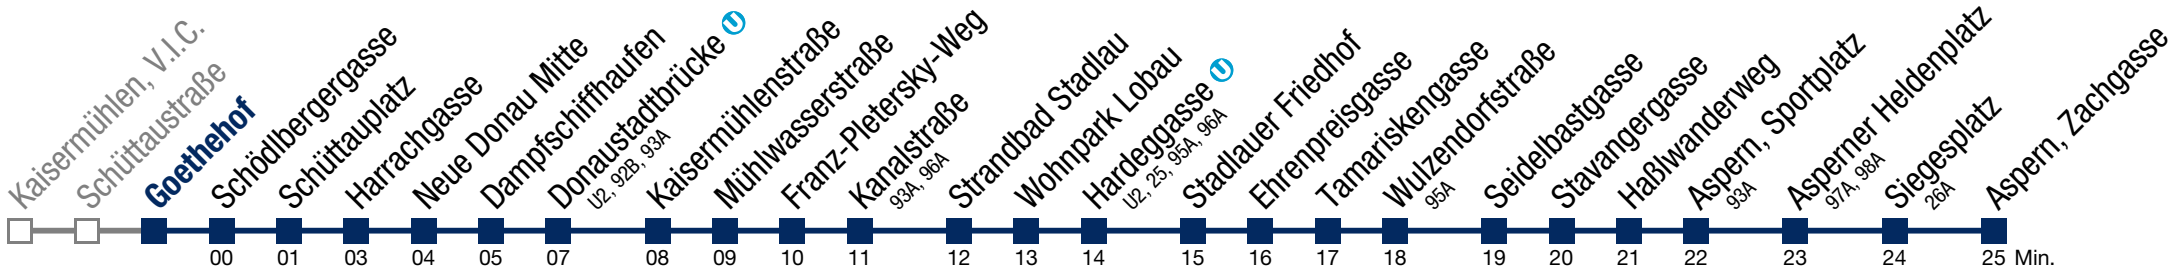 Kaisermühlen, V.I.C.
Schüttaustraße
Goethehof
Schödlbergergasse
Schüttauplatz
Harrachgasse
Neue Donau Mitte
Dampfschiffhaufen
Donaustadtbrücke U
U2, 92B, 93A
Kaisermühlenstraße
Mühlwasserstraße
Franz-Pletersky-Weg
Kanalstraße
93A, 96A
Strandbad Stadlau
Wohnpark Lobau
Hardeggasse U
U2, 25, 95A, 96A
Stadlauer Friedhof
Ehrenpreisgasse
Tamariskengasse
Wulzendorfstraße
95A
Seidelbastgasse
Stavangergasse
Haßlwanderweg
Aspern, Sportplatz
93A
Asperner Heldenplatz
97A, 98A
Siegesplatz
26A
Aspern, Zachgasse
00 01 03 04 05 07 08 09 10 11 12 13 14 15 16 17 18 19 20 21 22 23 24 25 Min.